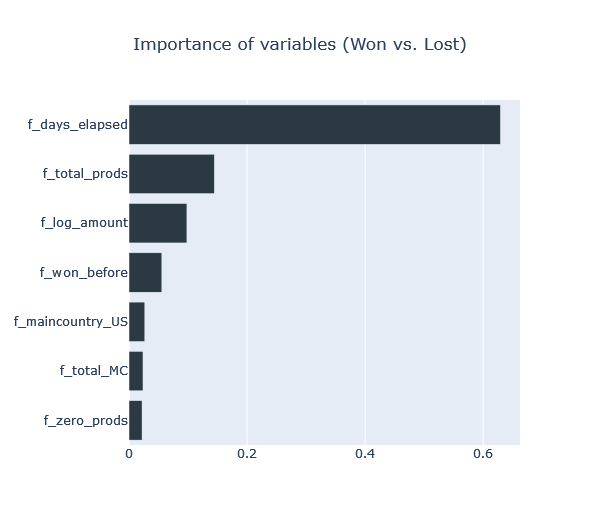 Importance of variables (Won vs. Lost)
f_days_elapsed
f_total_prods
f_log_amount
f_won_before
f_maincountry_US
f_total_MC
f_zero_prods
0 0.2 0.4 0.6